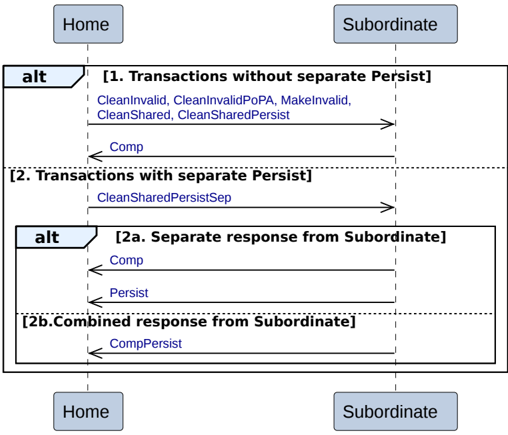 Home
Subordinate
alt
[1. Transactions without separate Persist]
CleanInvalid, CleanInvalidPoPA, MakeInvalid,
CleanShared, CleanSharedPersist
Comp
[2. Transactions with separate Persist]
CleanSharedPersistSep
alt
[2a. Separate response from Subordinate]
Comp
Persist
[2b.Combined response from Subordinate]
CompPersist
Home
Subordinate